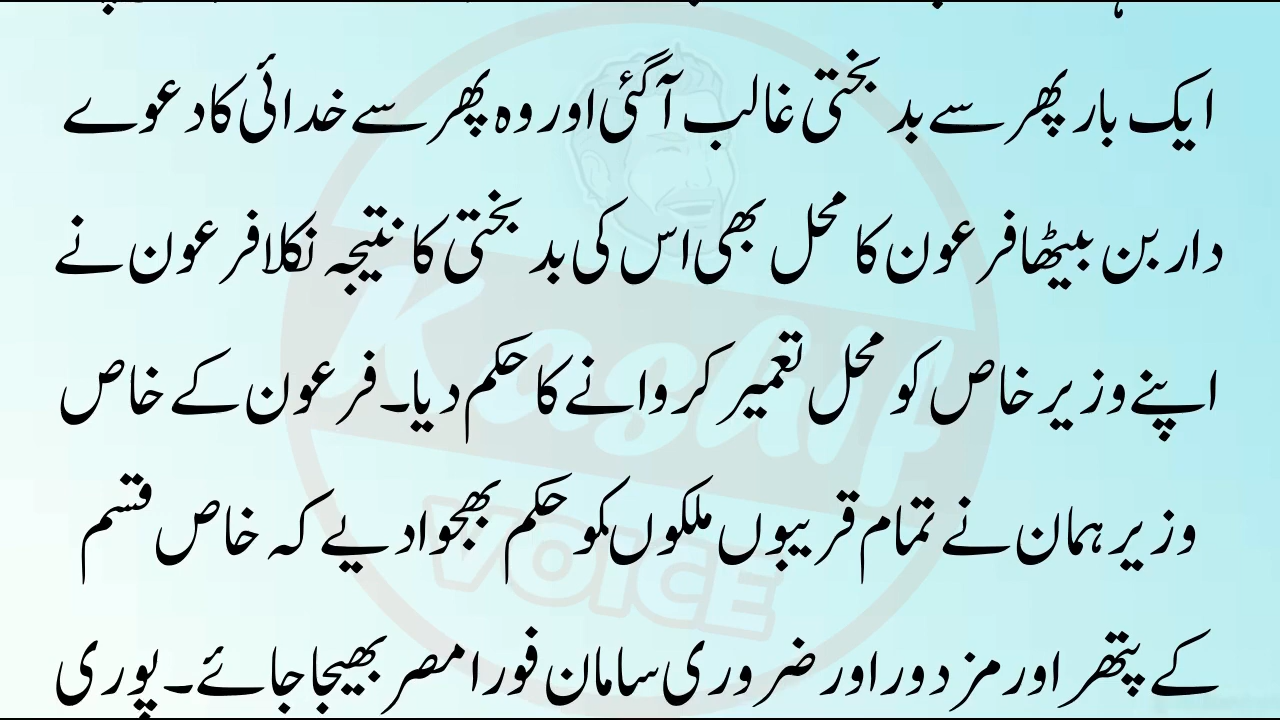 ایک بار پھر سے بدبختی غالب آگئی اور وہ پھر سے خدائی کا دعوے
دار بن بیٹھا فرعون کا محل بھی اس کی بدبختی کا نتیجہ نکلا فرعون نے
اپنے وزیر خاص کو محل تعمیر کروانے کا حکم دیا۔ فرعون کے خاص
وزیر ہمان نے تمام قریبوں ملکوں کو حکم بھجوا دیے کہ خاص قسم
کے پتھر اور مزدور اور ضروری سامان فورا مصر بھیجا جائے۔ پوری
Kashif
VOICE